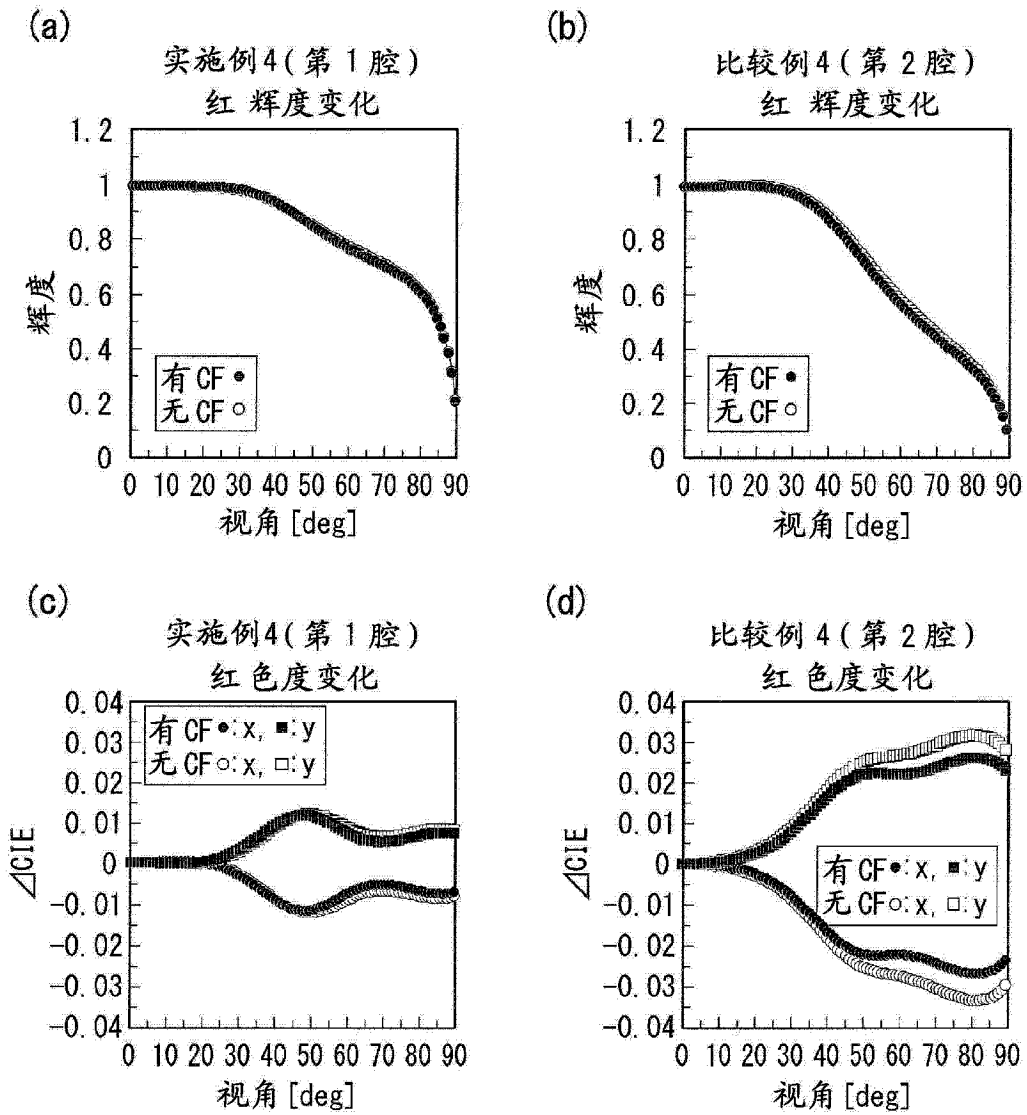 (a)
实施例4(第1腔)
红 辉度变化
1.2
1
0.8
0.6
0.4
0.2
0
辉度
有CF●
无CF○
0 10 20 30 40 50 60 70 80 90
视角[deg]
(b)
比较例4(第2腔)
红 辉度变化
1.2
1
0.8
0.6
0.4
0.2
0
辉度
有CF●
无CF○
0 10 20 30 40 50 60 70 80 90
视角[deg]
(c)
实施例4(第1腔)
红 色度变化
0.04
0.03
0.02
0.01
0
-0.01
-0.02
-0.03
-0.04
⊿CIE
有CF●:x, ■:y
无CF○:x, □:y
0 10 20 30 40 50 60 70 80 90
视角[deg]
(d)
比较例4(第2腔)
红 色度变化
0.04
0.03
0.02
0.01
0
-0.01
-0.02
-0.03
-0.04
⊿CIE
有CF●:x, ■:y
无CF○:x, □:y
0 10 20 30 40 50 60 70 80 90
视角[deg]